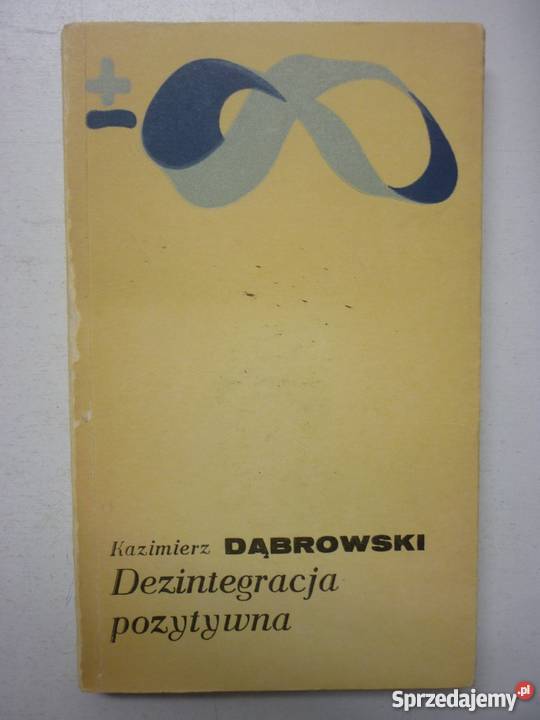 ±
Kazimierz DĄBROWSKI
Dezintegracja
pozytywna
Sprzedajemy.pl